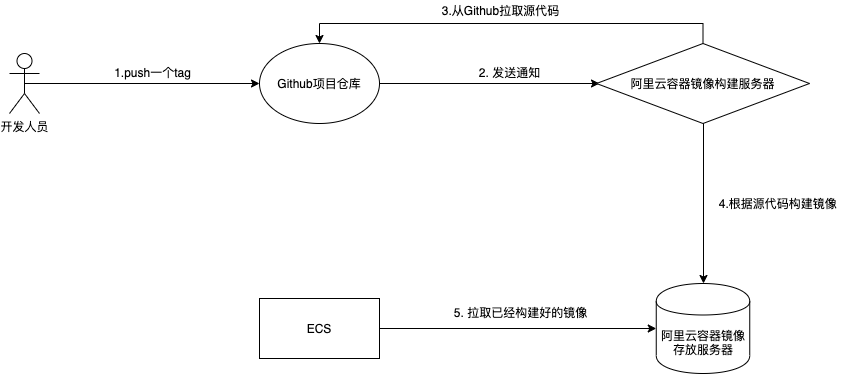 3.从Github拉取源代码
1.push一个tag
Github项目仓库
2. 发送通知
阿里云容器镜像构建服务器
开发人员
4.根据源代码构建镜像
ECS
5. 拉取已经构建好的镜像
阿里云容器镜像
存放服务器